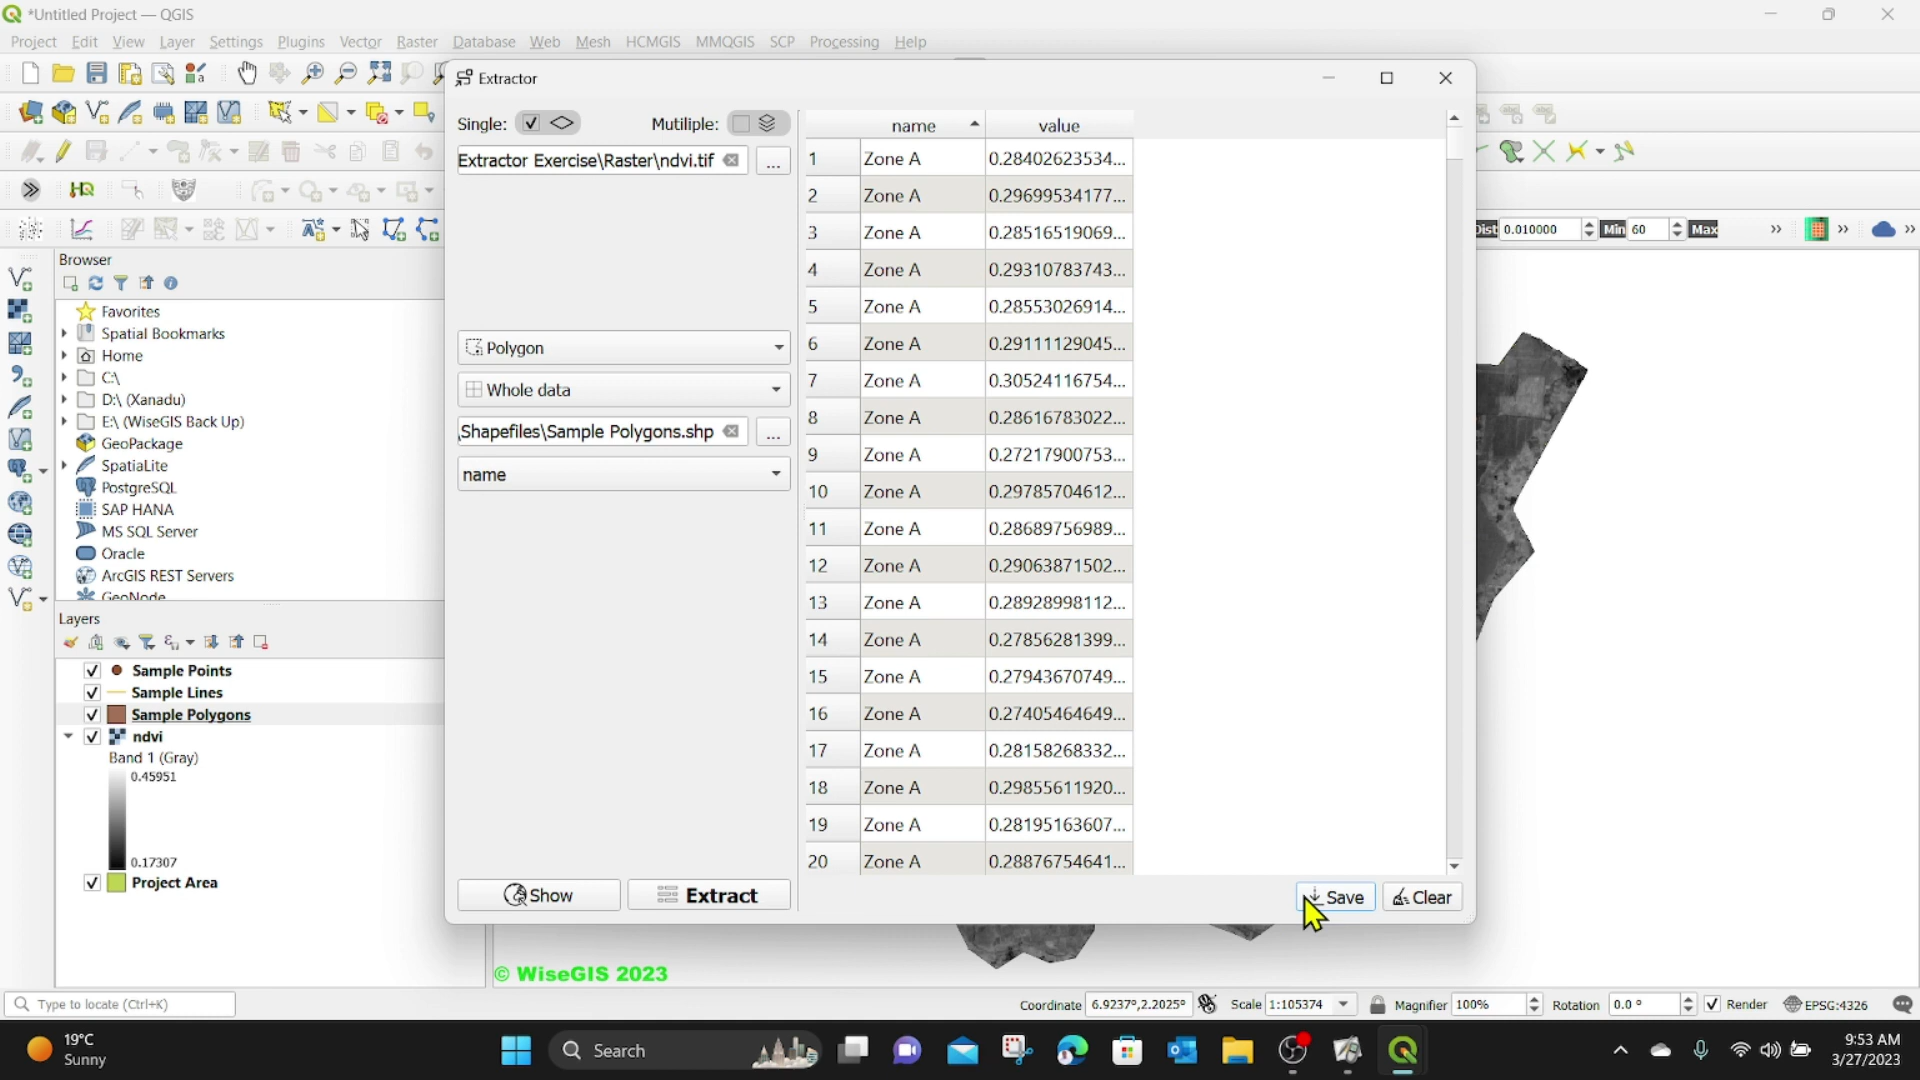 *Untitled Project — QGIS
Project Edit View Layer Settings Plugins Vector Raster Database Web Mesh HCMGIS MMQGIS SCP Processing Help
Extractor
Single: Mutiliple:
Extractor Exercise\Raster\ndvi.tif ...
Polygon
Whole data
\Shapefiles\Sample Polygons.shp ...
name
Show Extract
name value
1 Zone A 0.28402623534...
2 Zone A 0.29699534177...
3 Zone A 0.28516519069...
4 Zone A 0.29310783743...
5 Zone A 0.28553026914...
6 Zone A 0.29111129045...
7 Zone A 0.30524116754...
8 Zone A 0.28616783022...
9 Zone A 0.27217900753...
10 Zone A 0.29785704612...
11 Zone A 0.28689756989...
12 Zone A 0.29063871502...
13 Zone A 0.28928998112...
14 Zone A 0.27856281399...
15 Zone A 0.27943670749...
16 Zone A 0.27405464649...
17 Zone A 0.28158268332...
18 Zone A 0.29855611920...
19 Zone A 0.28195163607...
20 Zone A 0.28876754641...
Save Clear
Dist 0.010000 Min 60 Max
Browser
Favorites
Spatial Bookmarks
Home
C:\
D:\ (Xanadu)
E:\ (WiseGIS Back Up)
GeoPackage
SpatiaLite
PostgreSQL
SAP HANA
MS SQL Server
Oracle
ArcGIS REST Servers
GeoNode
Layers
Sample Points
Sample Lines
Sample Polygons
ndvi
Band 1 (Gray)
0.45951
0.17307
Project Area
© WiseGIS 2023
Type to locate (Ctrl+K) Coordinate 6.9237°,2.2025° Scale 1:105374 Magnifier 100% Rotation 0.0 ° Render EPSG:4326
19°C
Sunny
Search
9:53 AM
3/27/2023